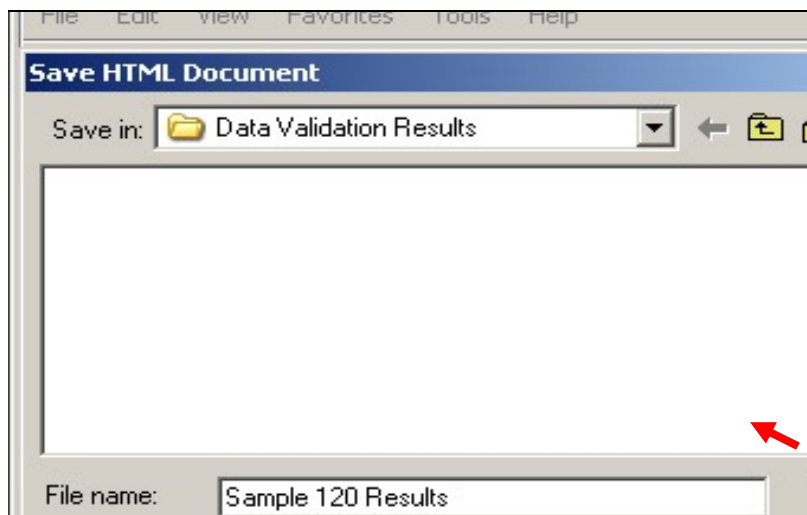 File Edit View Favorites Tools Help
Save HTML Document
Save in: Data Validation Results
File name: Sample 120 Results